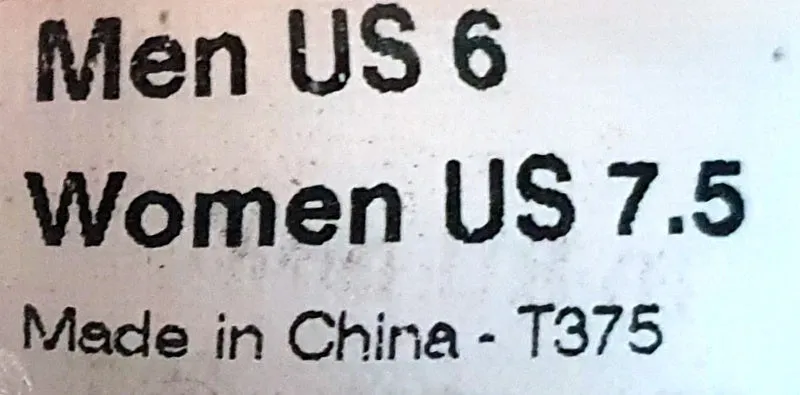 Men US 6
Women US 7.5
Made in China - T375